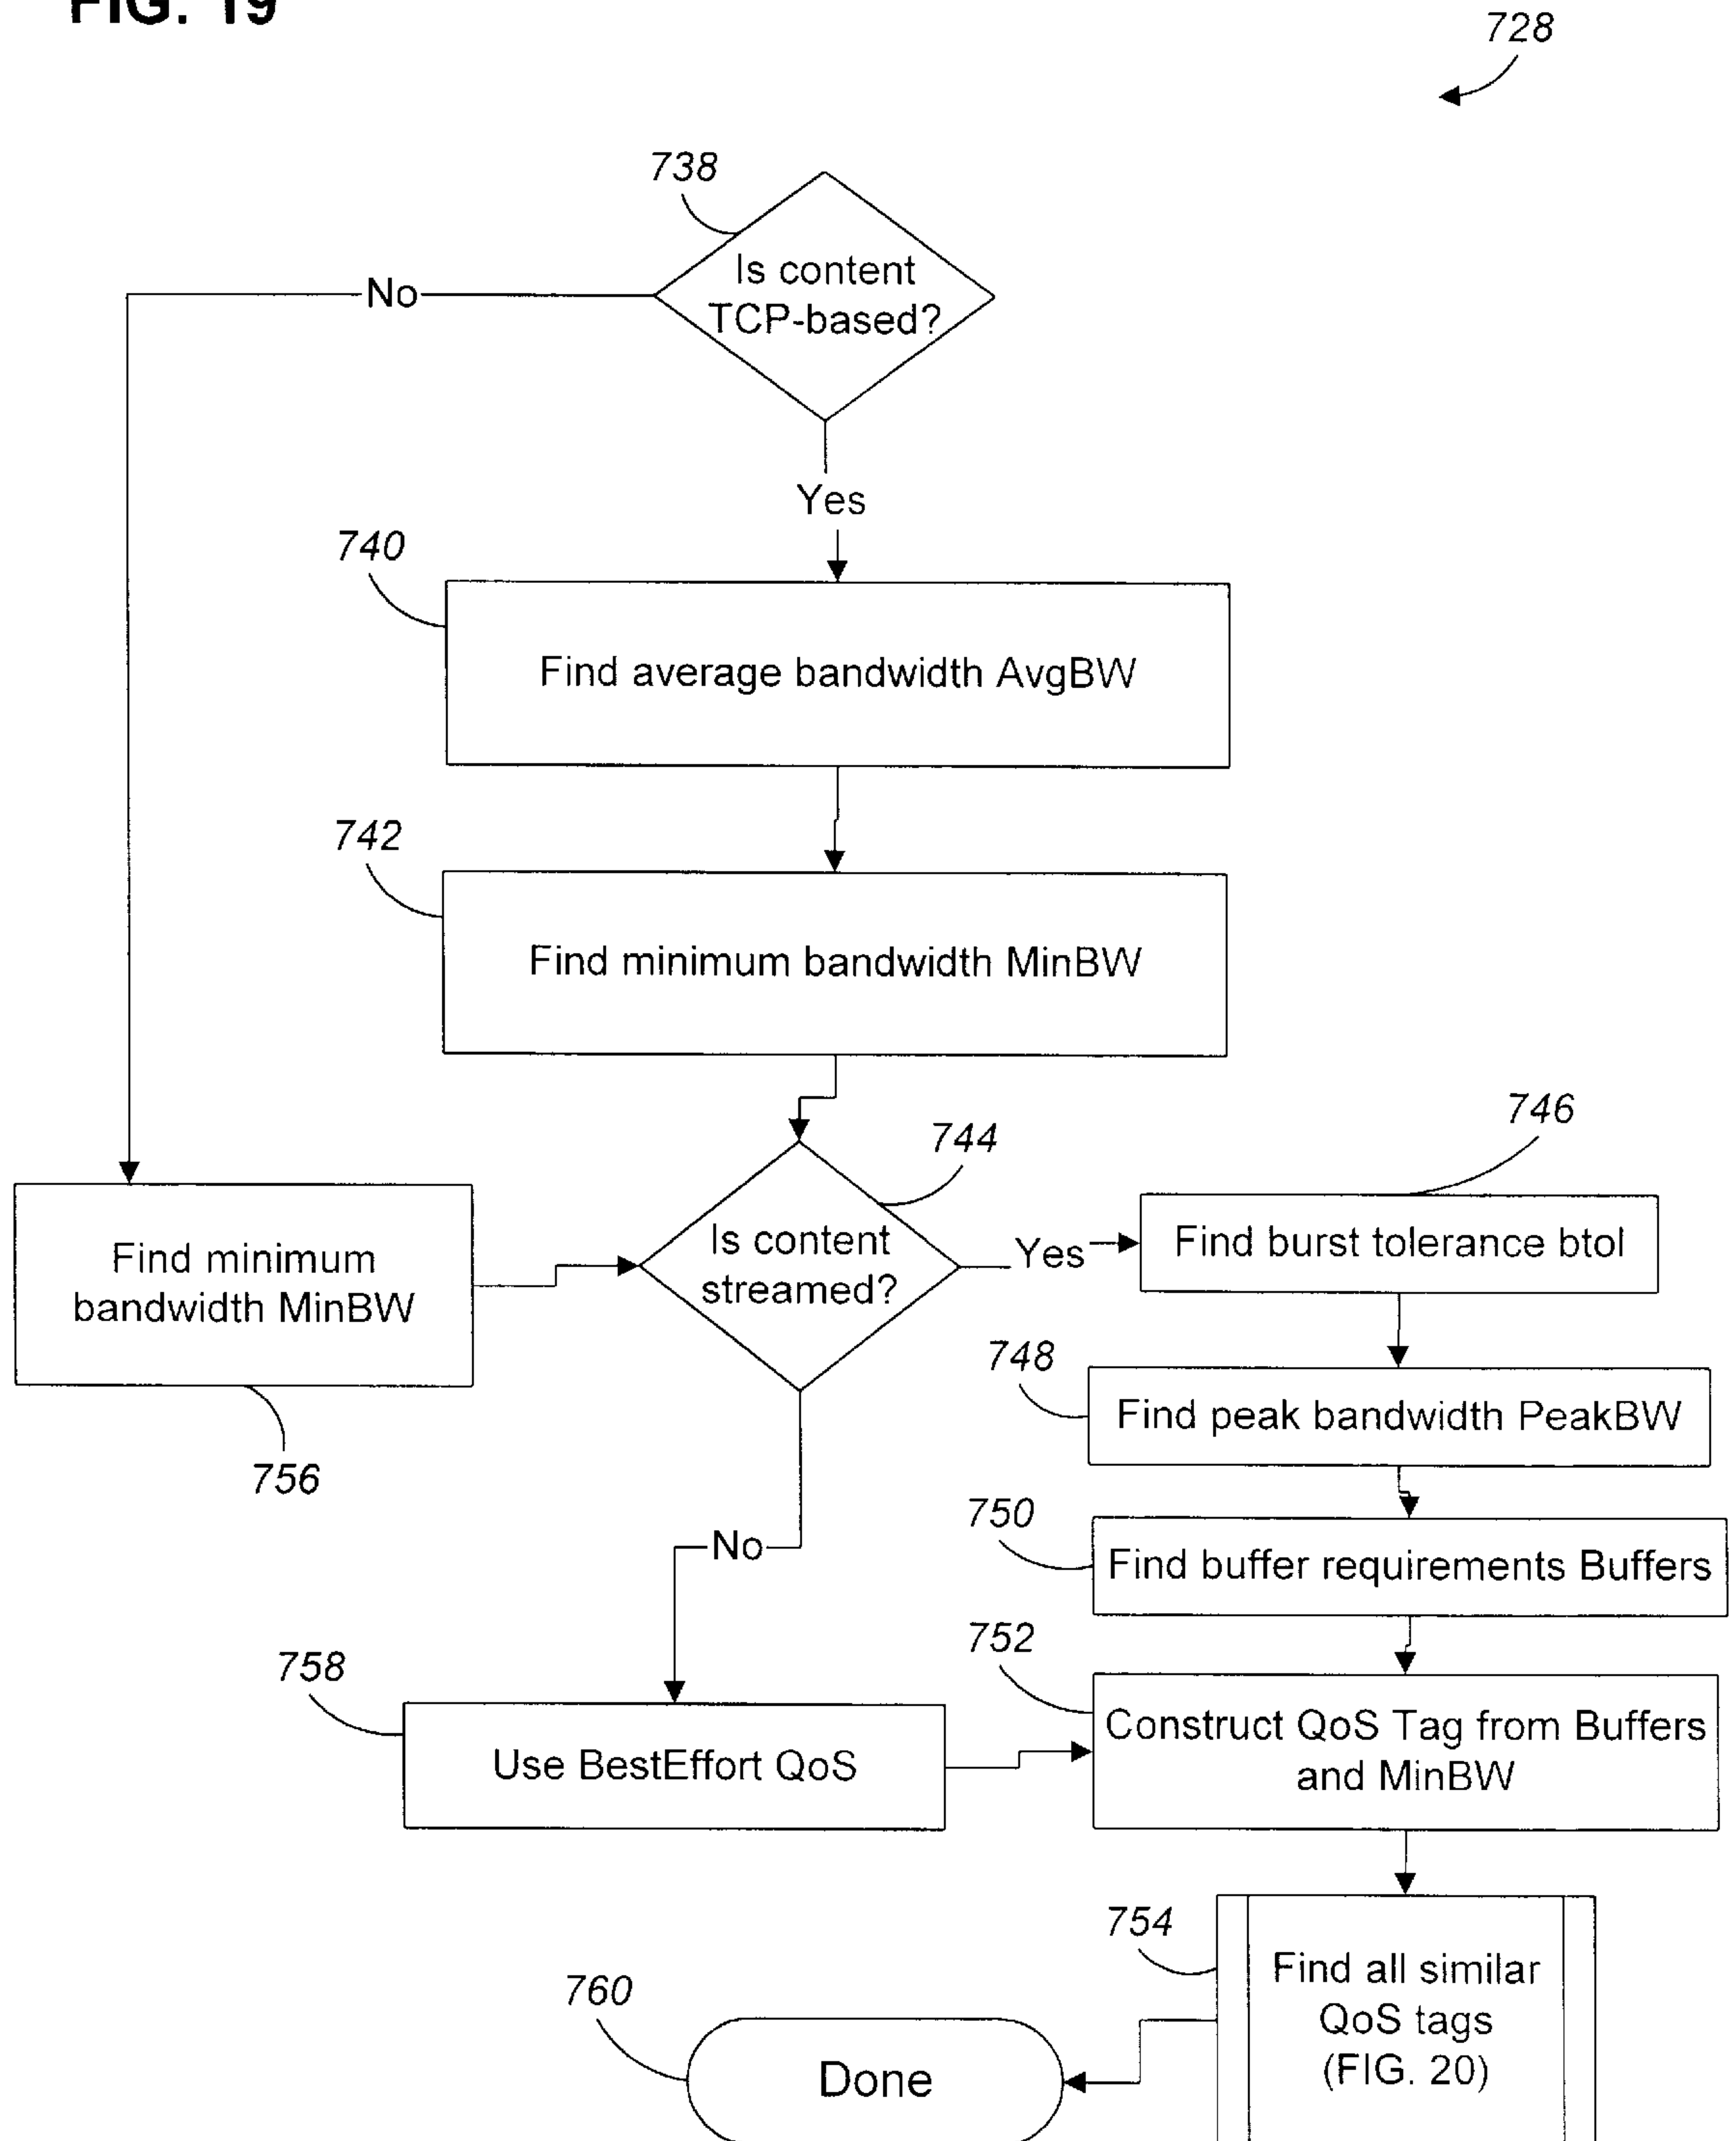 FIG. 19
728
738
Is content
TCP-based?
No
Yes
740
Find average bandwidth AvgBW
742
Find minimum bandwidth MinBW
744
746
Is content
streamed?
Yes
Find burst tolerance btol
Find minimum
bandwidth MinBW
756
748
Find peak bandwidth PeakBW
750
Find buffer requirements Buffers
No
752
758
Construct QoS Tag from Buffers
and MinBW
Use BestEffort QoS
754
Find all similar
QoS tags
(FIG. 20)
760
Done